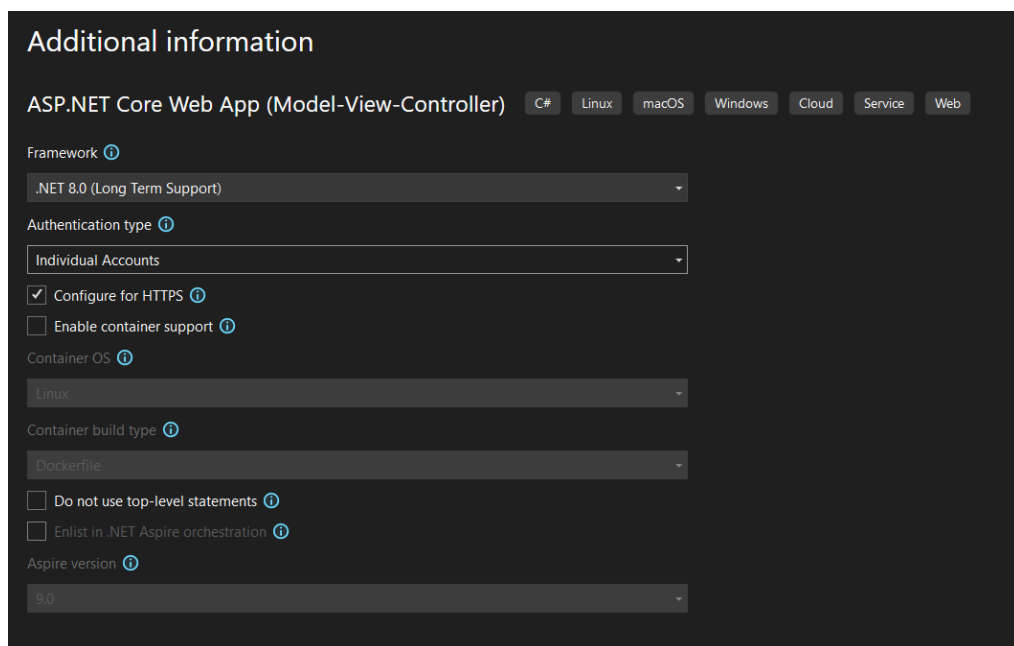 Additional information
ASP.NET Core Web App (Model-View-Controller) C# Linux macOS Windows Cloud Service Web
Framework
.NET 8.0 (Long Term Support)
Authentication type
Individual Accounts
Configure for HTTPS
Enable container support
Container OS
Linux
Container build type
Dockerfile
Do not use top-level statements
Enlist in .NET Aspire orchestration
Aspire version
9.0